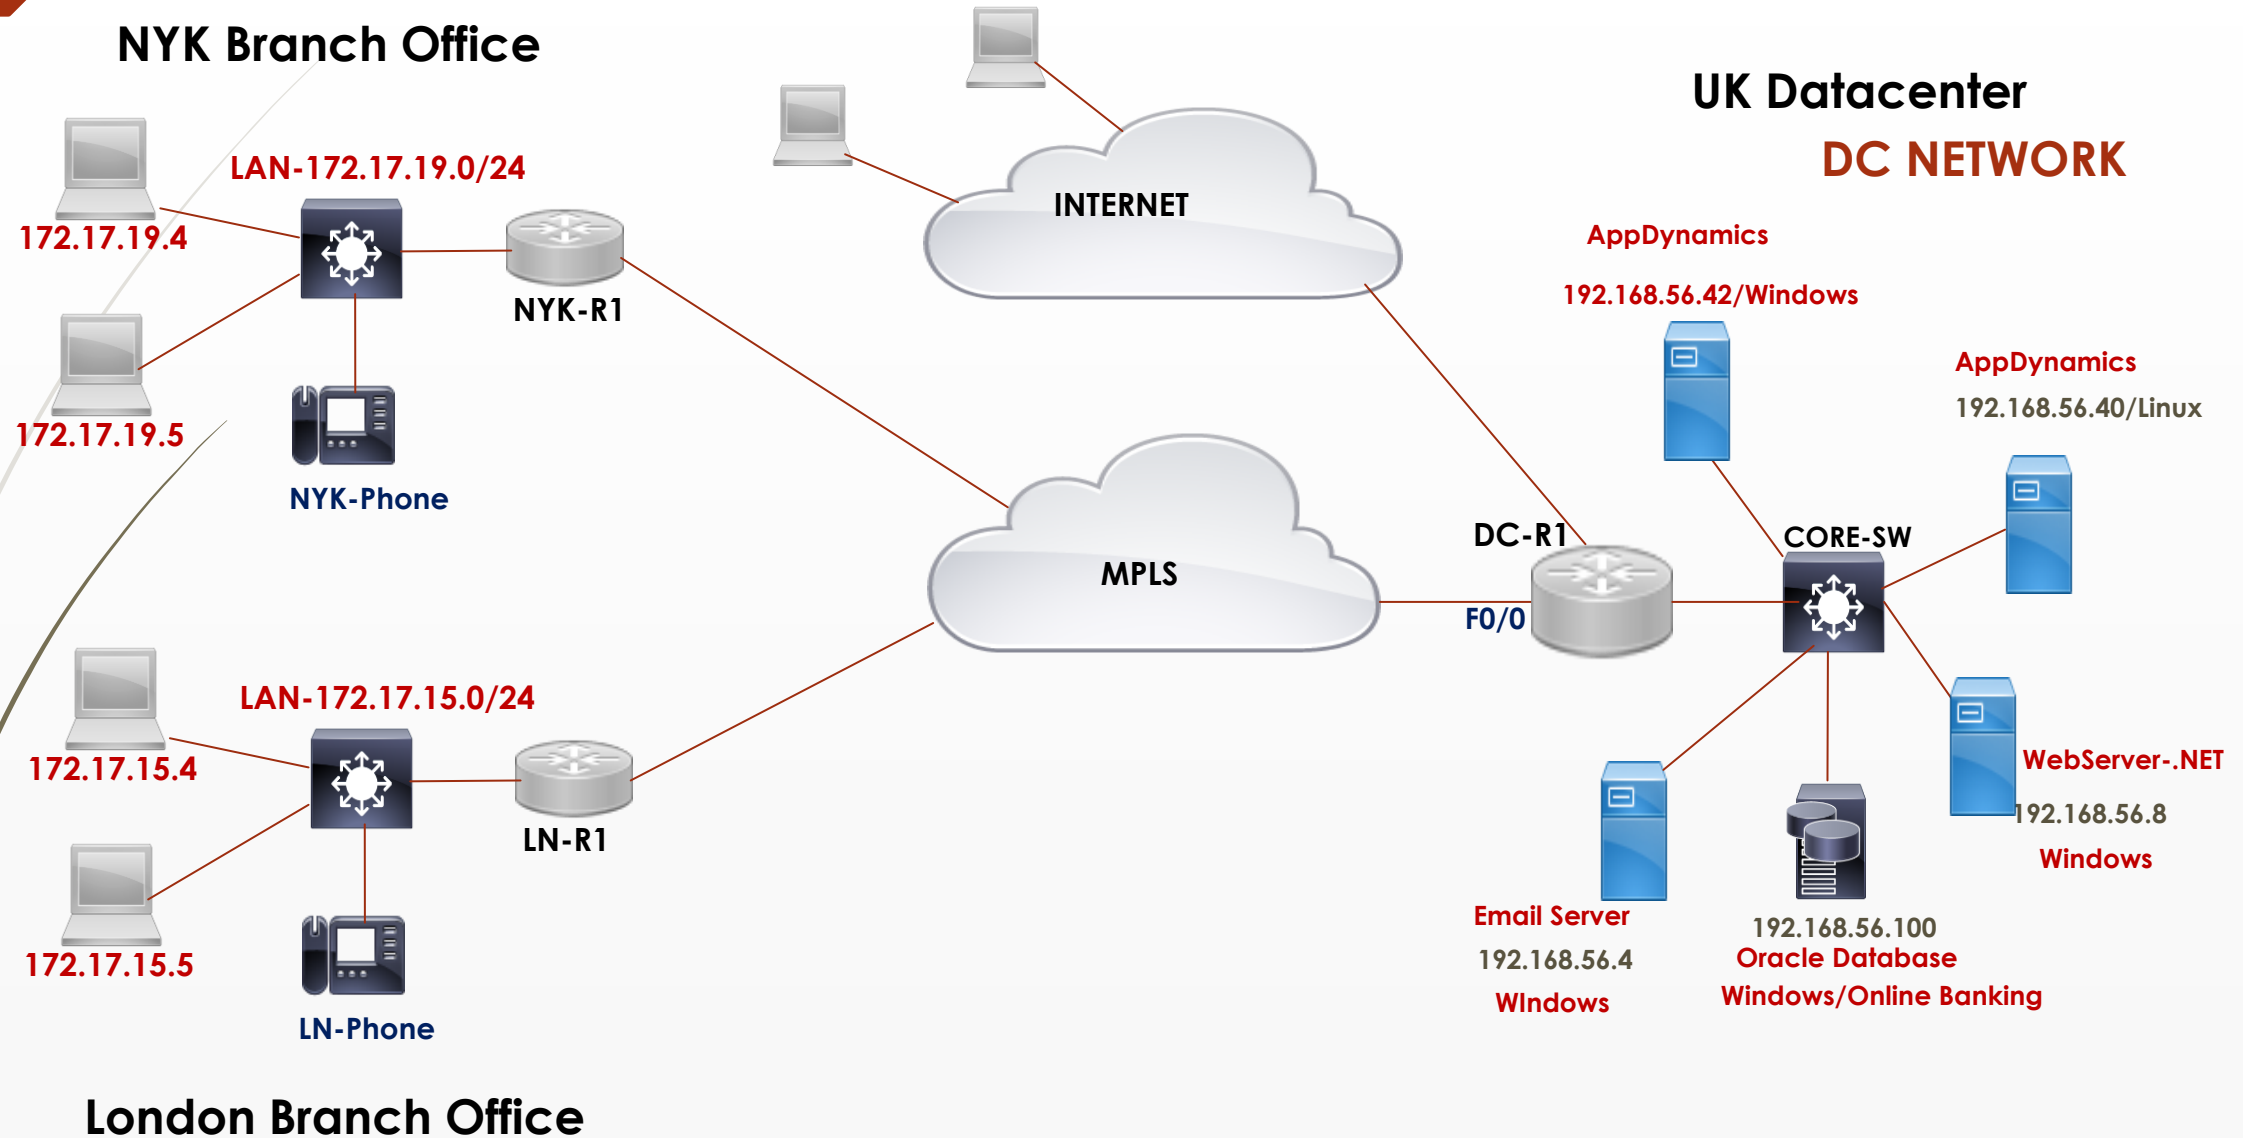 NYK Branch Office
UK Datacenter
DC NETWORK
LAN-172.17.19.0/24
INTERNET
172.17.19.4
AppDynamics
192.168.56.42/Windows
NYK-R1
AppDynamics
192.168.56.40/Linux
172.17.19.5
NYK-Phone
DC-R1
CORE-SW
MPLS
F0/0
LAN-172.17.15.0/24
172.17.15.4
WebServer-.NET
192.168.56.8
Windows
LN-R1
Email Server
192.168.56.4
WIndows
192.168.56.100
Oracle Database
Windows/Online Banking
172.17.15.5
LN-Phone
London Branch Office